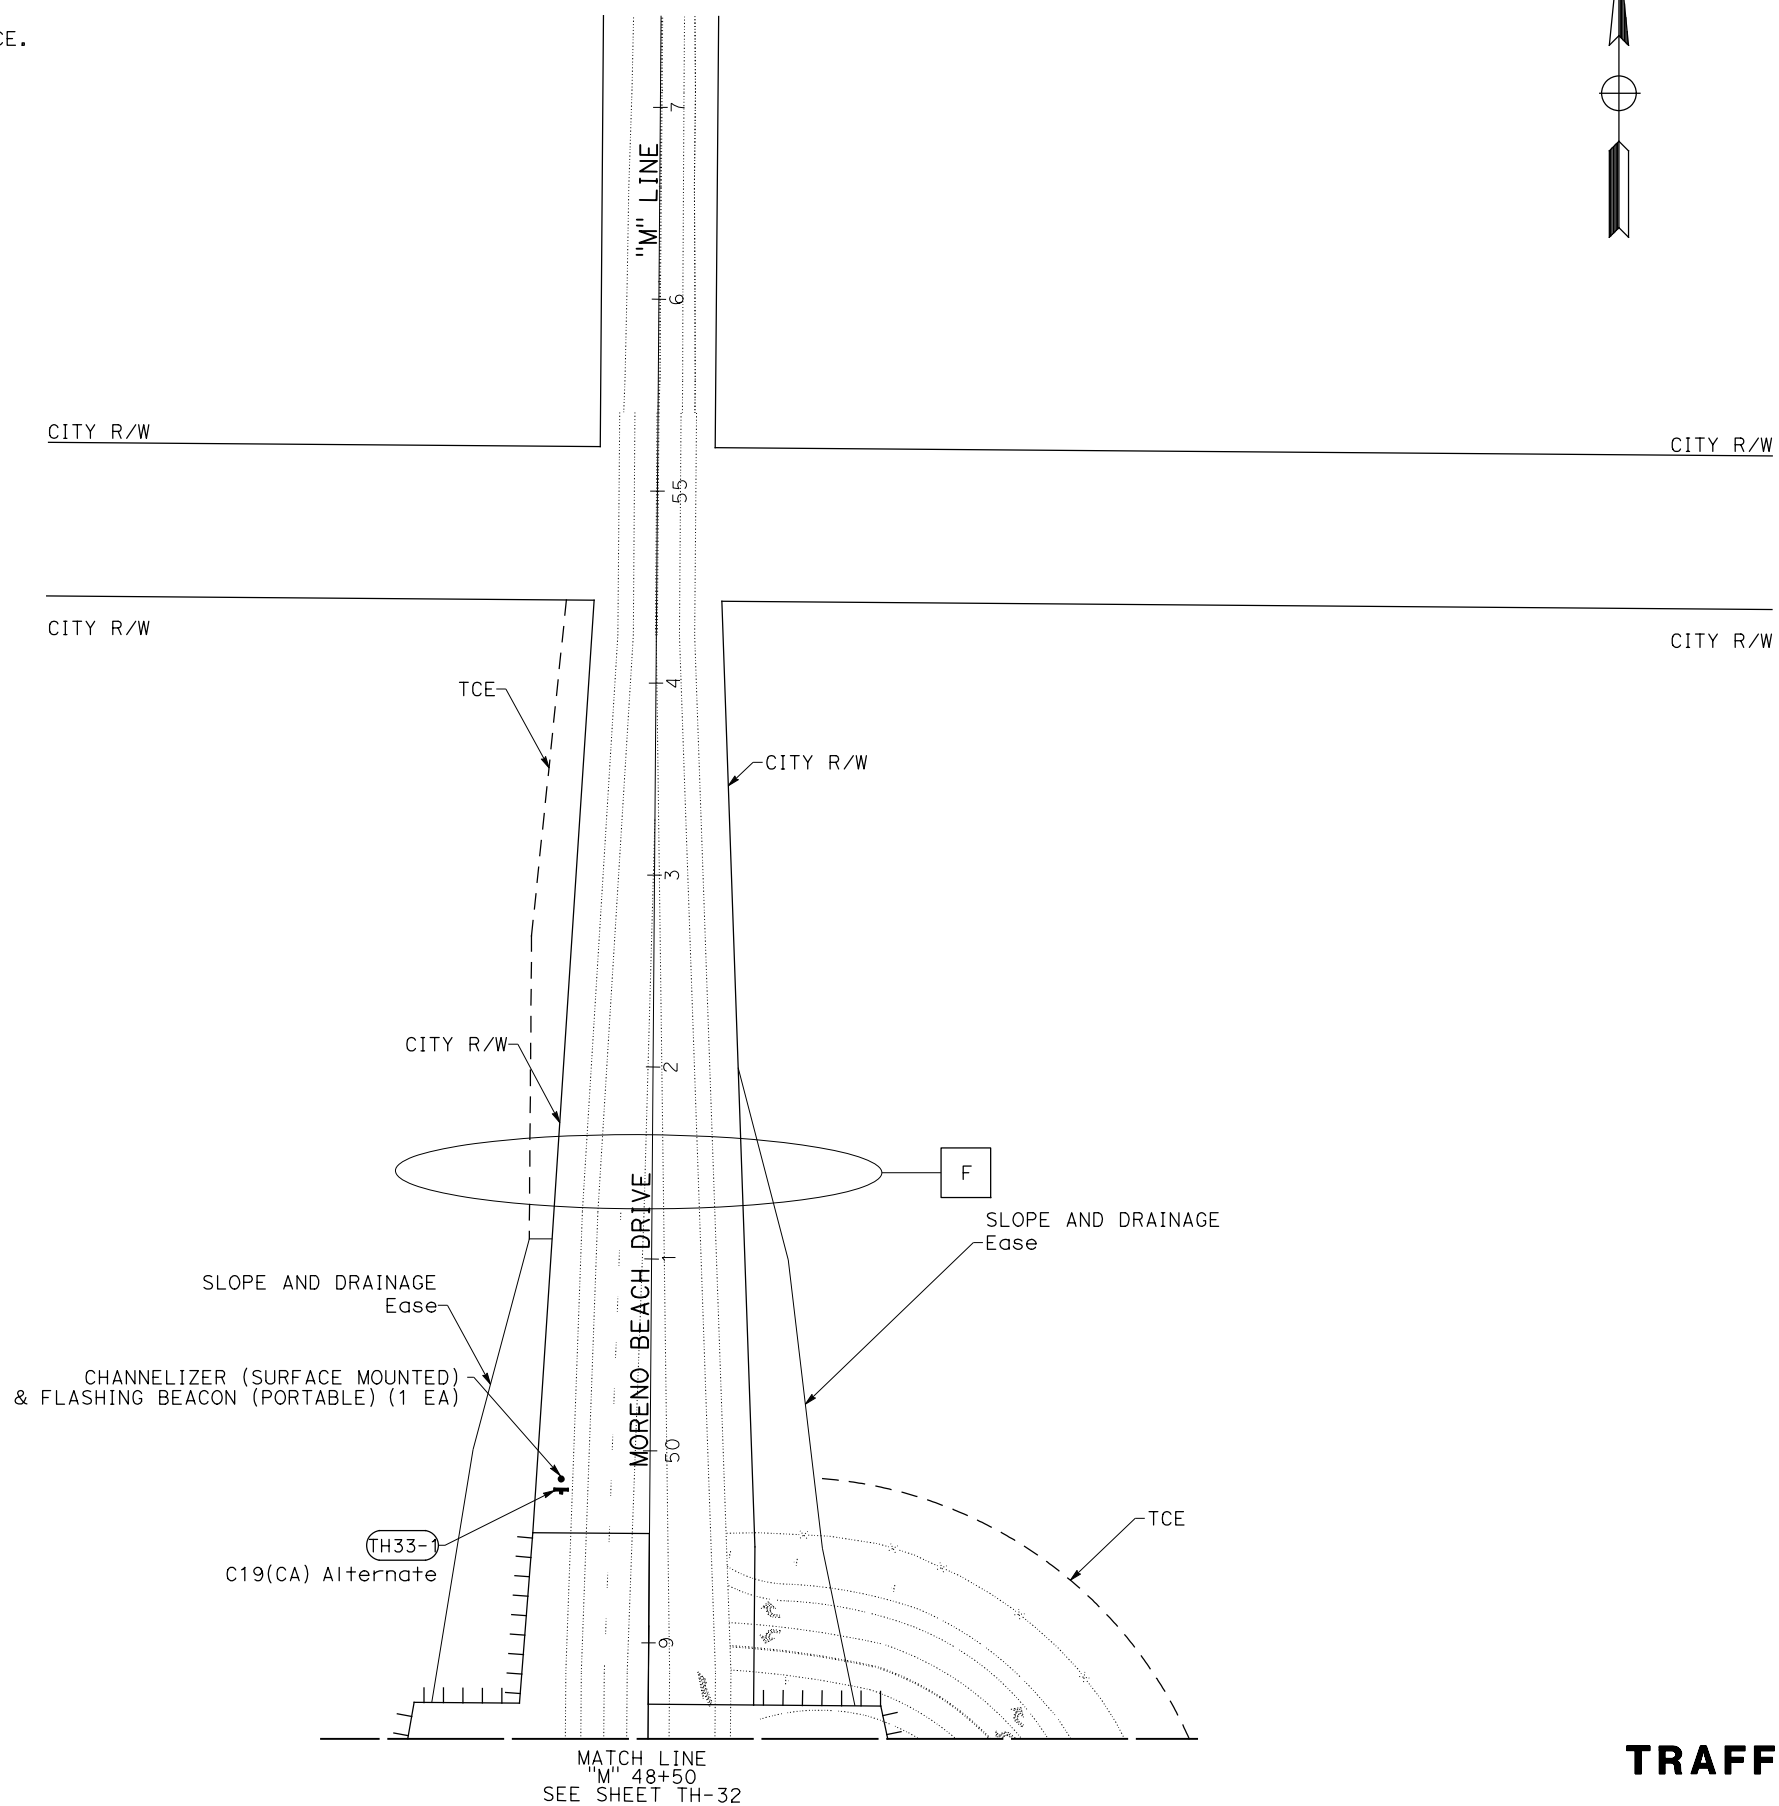 CE.
7
"M" LINE
6
CITY R/W
CITY R/W
55
CITY R/W
CITY R/W
TCE
4
CITY R/W
3
CITY R/W
2
F
MORENO BEACH DRIVE
SLOPE AND DRAINAGE
Ease
1
SLOPE AND DRAINAGE
Ease
CHANNELIZER (SURFACE MOUNTED)
& FLASHING BEACON (PORTABLE) (1 EA)
50
TCE
TH33-1
C19(CA) Alternate
9
MATCH LINE
"M" 48+50
SEE SHEET TH-32
TRAFF